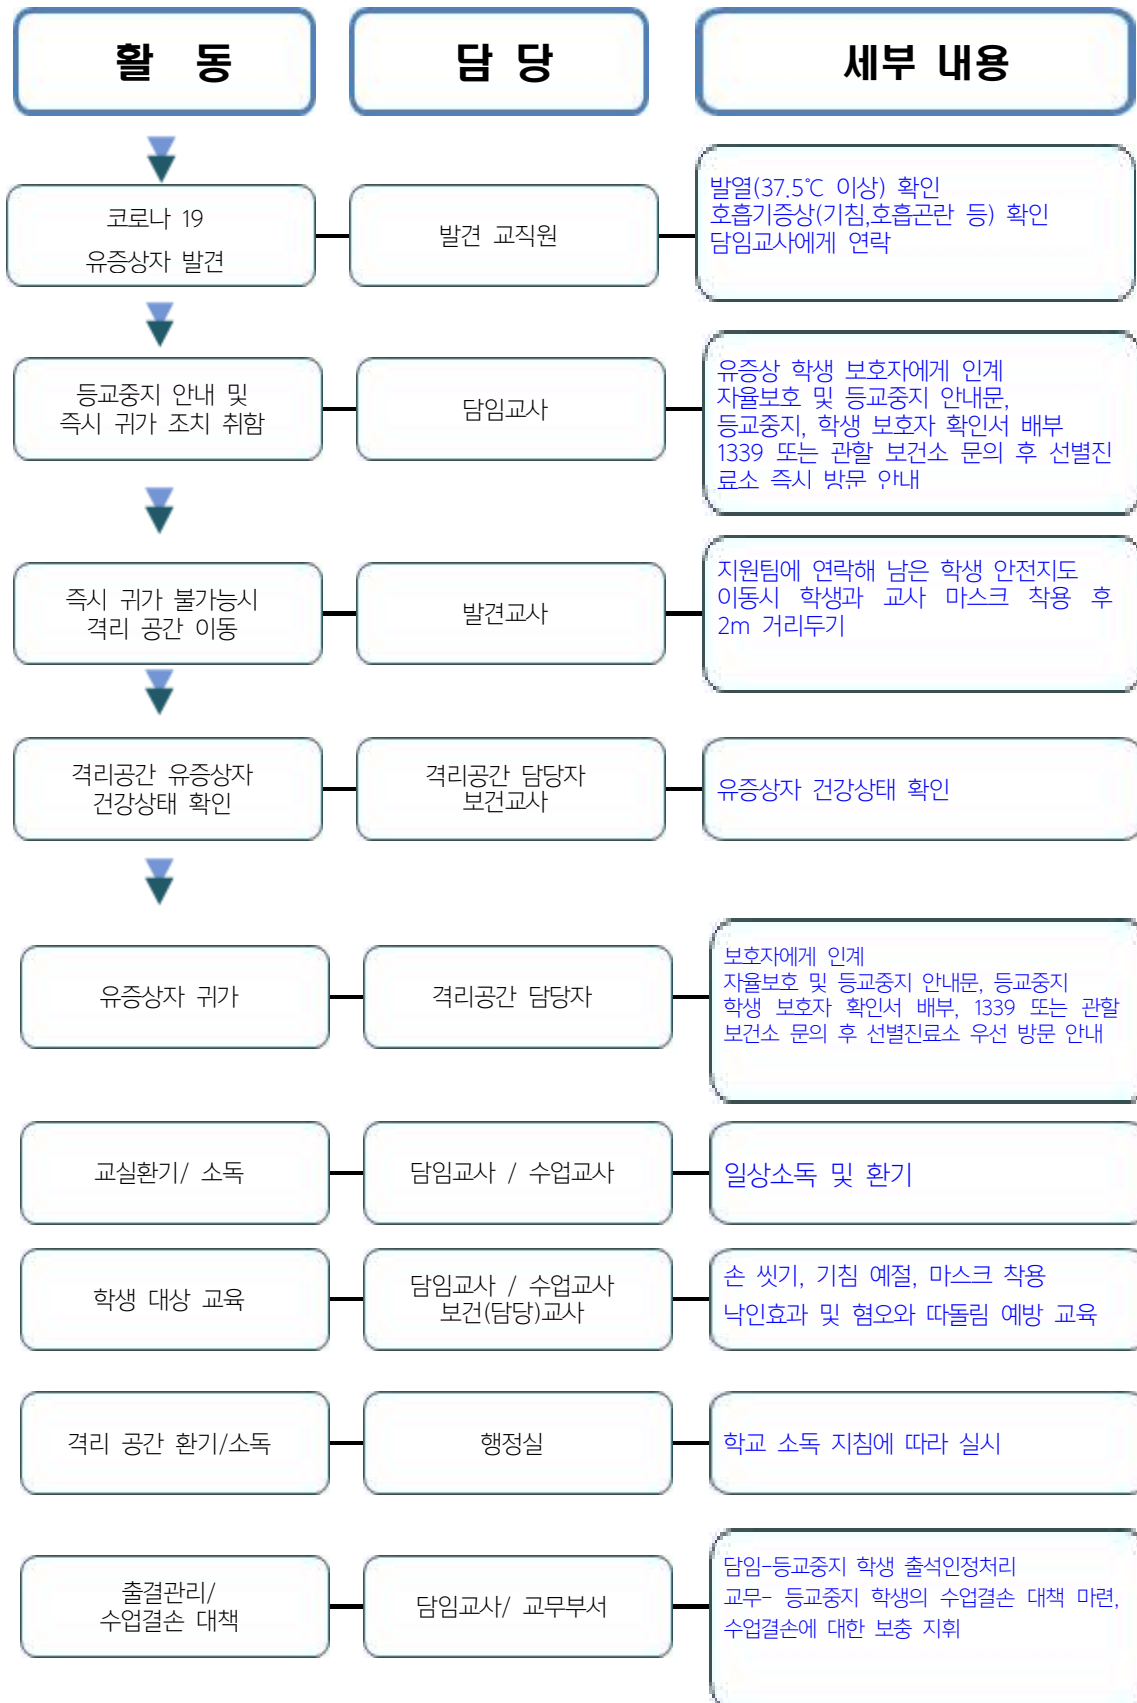 활 동
담 당
세부 내용
코로나 19
유증상자 발견
발견 교직원
발열(37.5℃ 이상) 확인
호흡기증상(기침,호흡곤란 등) 확인
담임교사에게 연락
등교중지 안내 및
즉시 귀가 조치 취함
담임교사
유증상 학생 보호자에게 인계
자율보호 및 등교중지 안내문,
등교중지, 학생 보호자 확인서 배부
1339 또는 관할 보건소 문의 후 선별진
료소 즉시 방문 안내
즉시 귀가 불가능시
격리 공간 이동
발견교사
지원팀에 연락해 남은 학생 안전지도
이동시 학생과 교사 마스크 착용 후
2m 거리두기
격리공간 유증상자
건강상태 확인
격리공간 담당자
보건교사
유증상자 건강상태 확인
유증상자 귀가
격리공간 담당자
보호자에게 인계
자율보호 및 등교중지 안내문, 등교중지
학생 보호자 확인서 배부, 1339 또는 관할
보건소 문의 후 선별진료소 우선 방문 안내
교실환기/ 소독
담임교사 / 수업교사
일상소독 및 환기
학생 대상 교육
담임교사 / 수업교사
보건(담당)교사
손 씻기, 기침 예절, 마스크 착용
낙인효과 및 혐오와 따돌림 예방 교육
격리 공간 환기/소독
행정실
학교 소독 지침에 따라 실시
출결관리/
수업결손 대책
담임교사/ 교무부서
담임-등교중지 학생 출석인정처리
교무- 등교중지 학생의 수업결손 대책 마련,
수업결손에 대한 보충 지휘